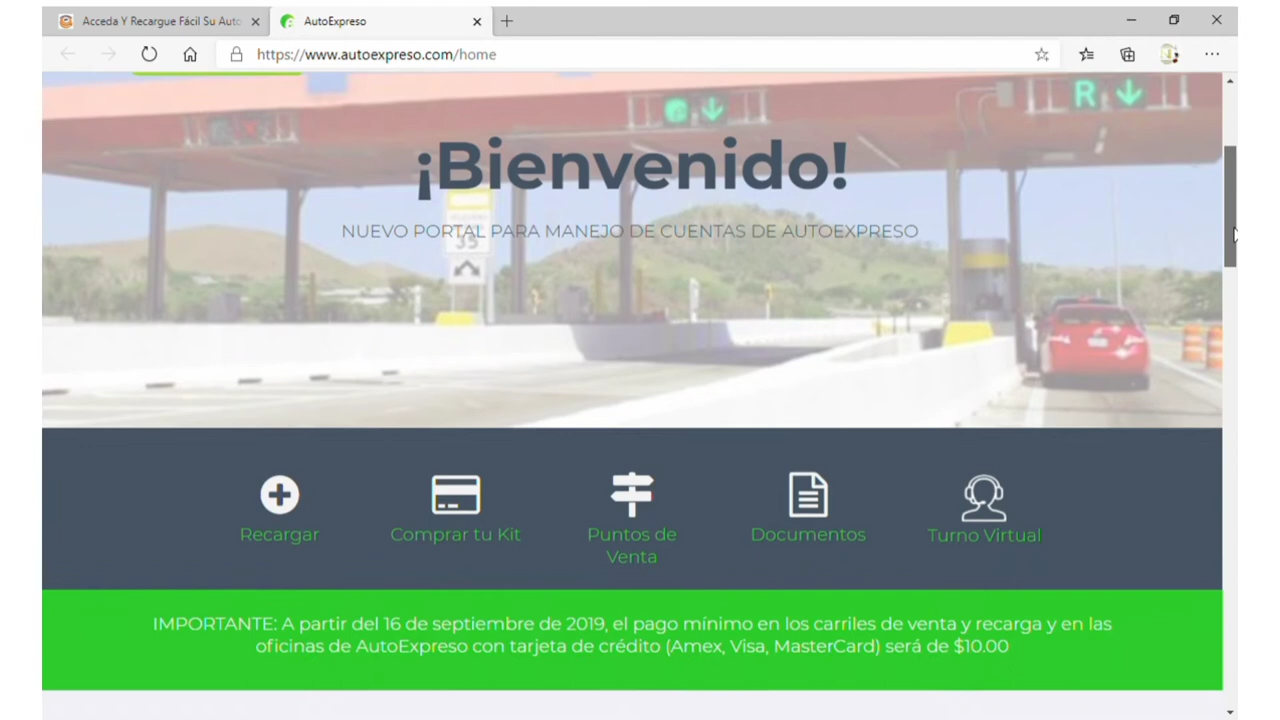 Acceda Y Recargue Fácil Su Auto
AutoExpreso
https://www.autoexpreso.com/home
R
¡Bienvenido!
NUEVO PORTAL PARA MANEJO DE CUENTAS DE AUTOEXPRESO
Recargar
Comprar tu Kit
Puntos de
Venta
Documentos
Turno Virtual
IMPORTANTE: A partir del 16 de septiembre de 2019, el pago mínimo en los carriles de venta y recarga y en las
oficinas de AutoExpreso con tarjeta de crédito (Amex, Visa, MasterCard) será de $10.00